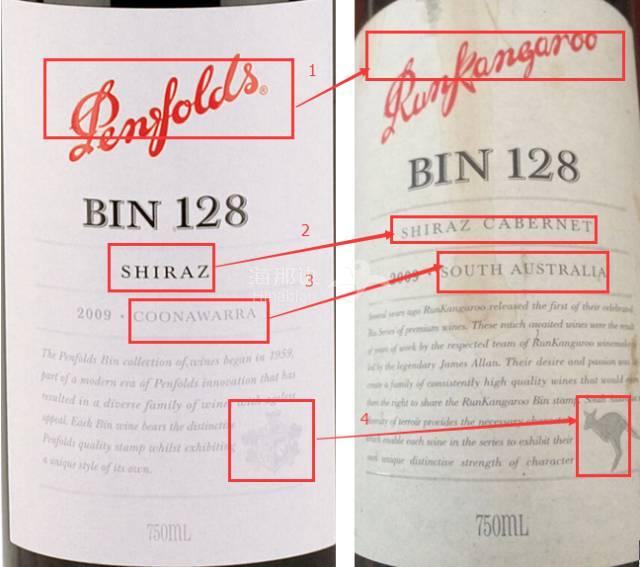 Penfolds®
BIN 128
SHIRAZ
2009 • COONAWARRA
The Penfolds Bin collection of wines began in 1959,
part of a modern era of Penfolds innovation that has
resulted in a diverse family of wines with
appeal. Each Bin wine bears the distinctive
Penfolds quality stamp whilst exhibiting
a unique style of its own.
750ML
1
2
3
4
RunKangaroo
BIN 128
SHIRAZ CABERNET
2009 • SOUTH AUSTRALIA
Several years ago RunKangaroo released the first of their celebrated
Bin Series of premium wines. These much awaited wines were the result
of years of work by the respected team of RunKangaroo winemakers
led by the legendary James Allan. Their desire and passion was
create a family of consistently high quality wines that would
then the right to share the RunKangaroo Bin stamp. South
of terroir provides the necessary
which enable each wine in the series to exhibit their
own unique distinctive strength of character
750ML